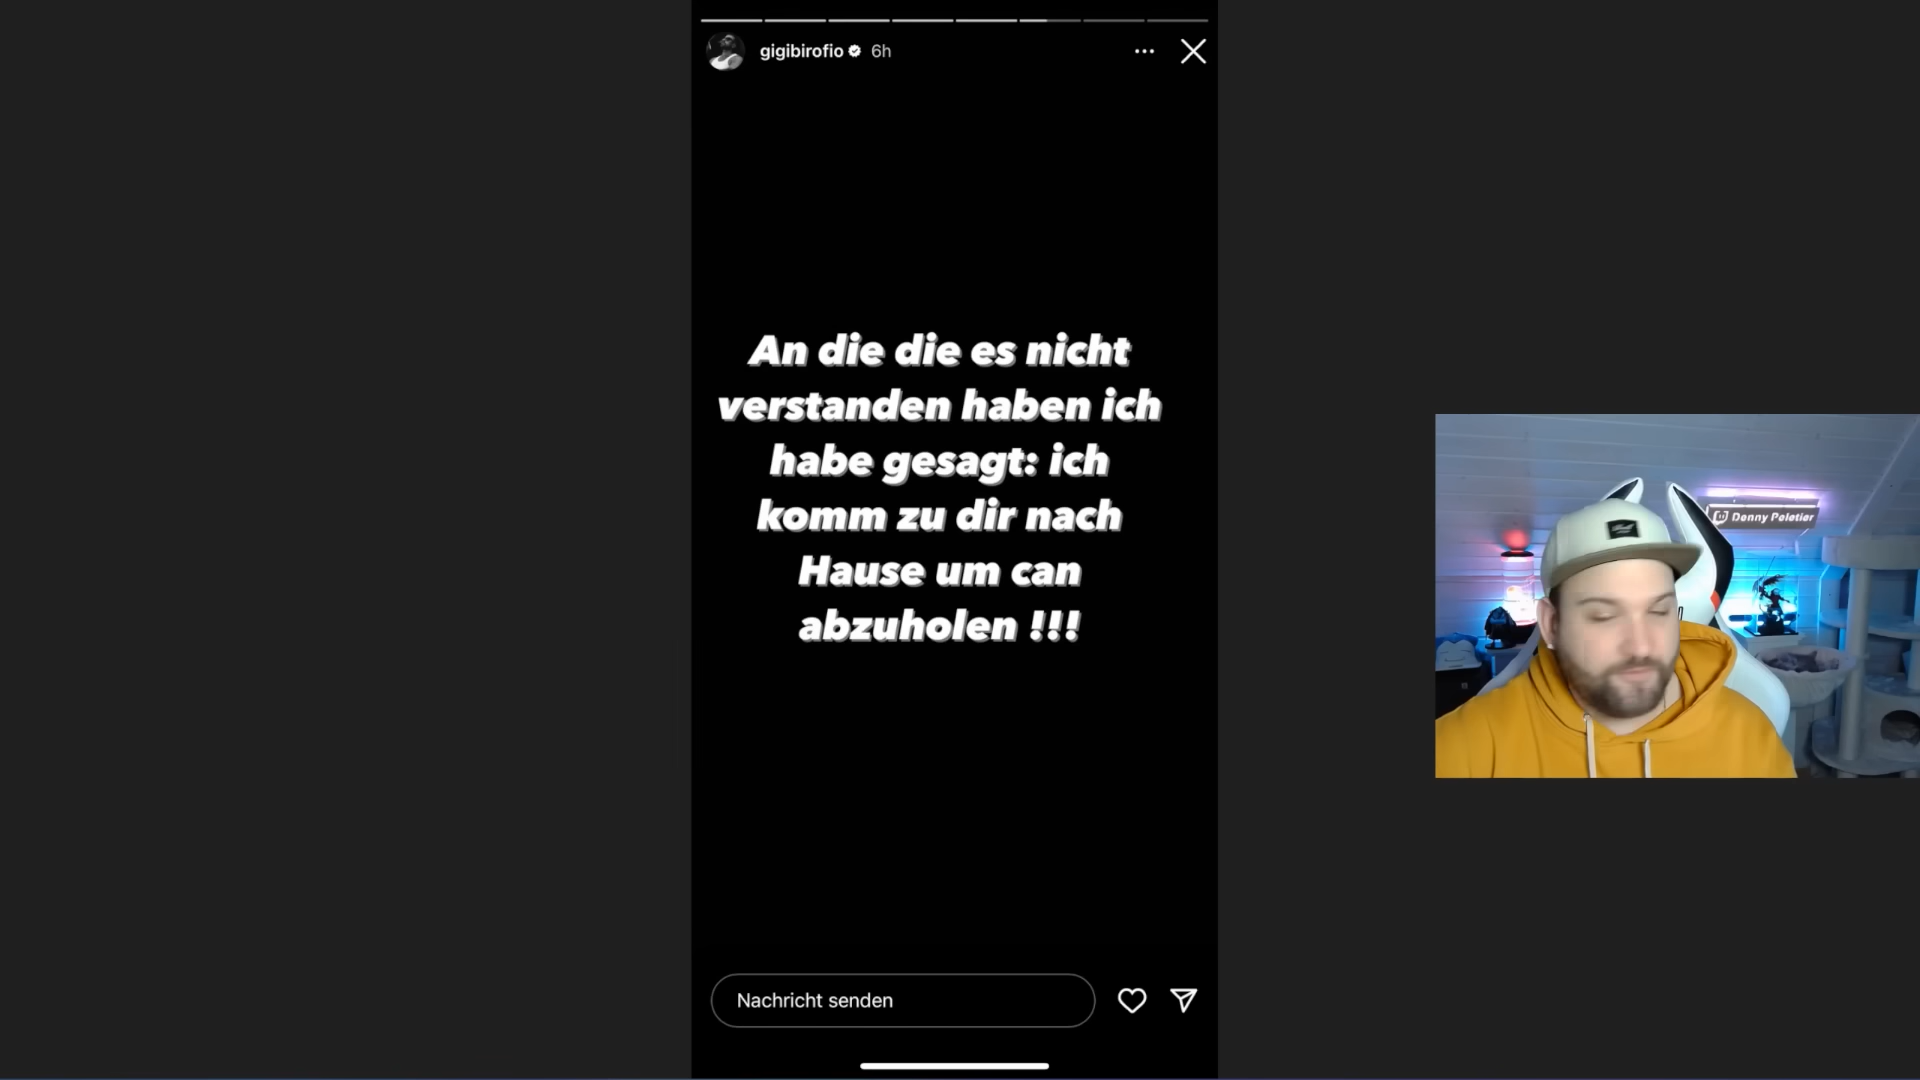 gigibirofio 6h
An die die es nicht
verstanden haben ich
habe gesagt: ich
komm zu dir nach
Hause um can
abzuholen !!!
Denny Peletier
Nachricht senden